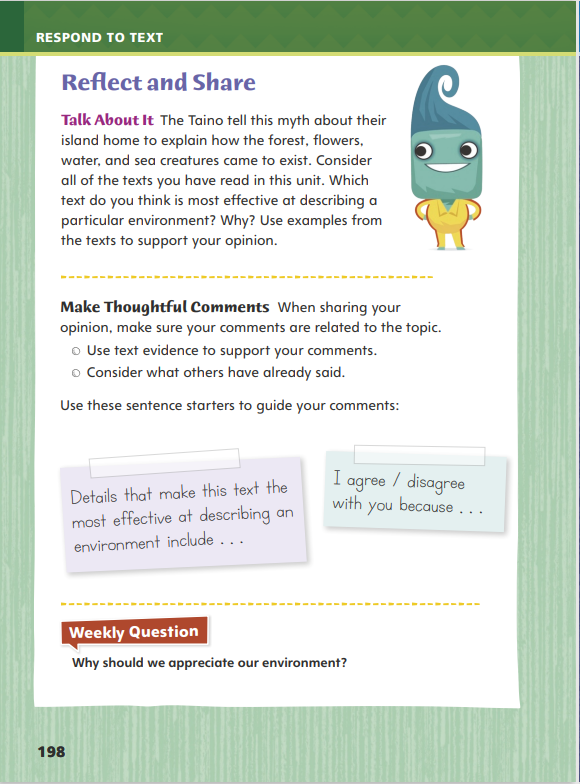 RESPOND TO TEXT
Reflect and Share
Talk About It The Taino tell this myth about their
island home to explain how the forest, flowers,
water, and sea creatures came to exist. Consider
all of the texts you have read in this unit. Which
text do you think is most effective at describing a
particular environment? Why? Use examples from
the texts to support your opinion.
Make Thoughtful Comments When sharing your
opinion, make sure your comments are related to the topic.
Use text evidence to support your comments.
Consider what others have already said.
Use these sentence starters to guide your comments:
Details that make this text the
most effective at describing an
environment include . . .
I agree / disagree
with you because . . .
Weekly Question
Why should we appreciate our environment?
198